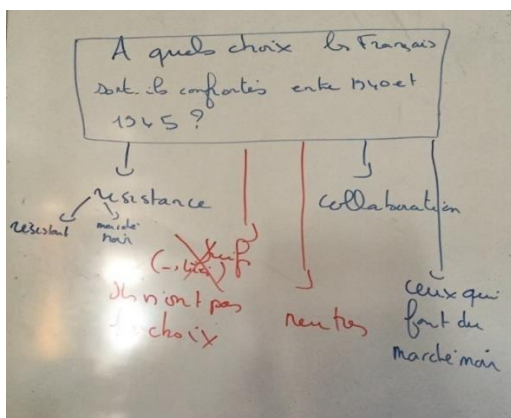 A quels choix les Français
sont-ils confrontés entre 1940 et
1945 ?
résistance
collaboration
résistant
marché
noir
Juif
Ils n'ont pas
le choix
neutres
ceux qui
font du
marché noir